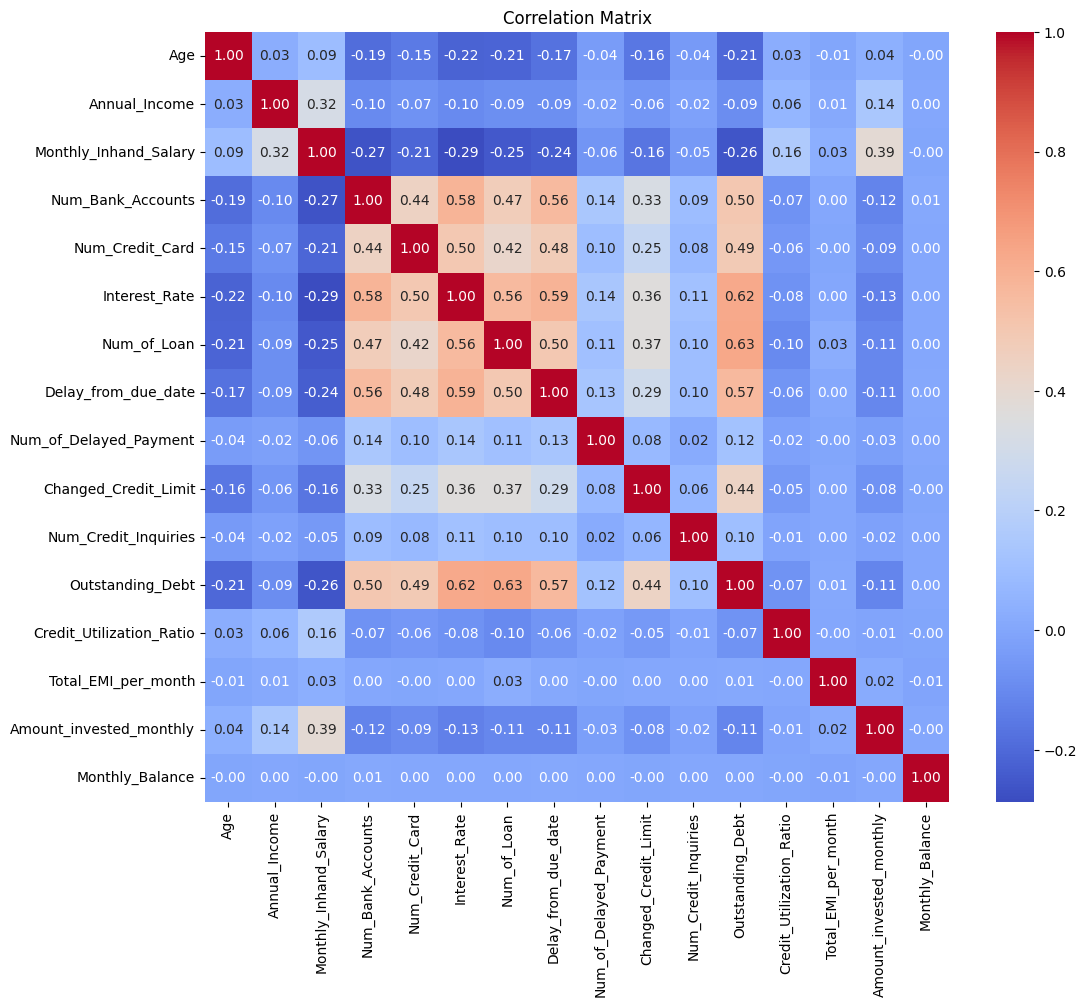 Correlation Matrix
Age 1.00 0.03 0.09 -0.19 -0.15 -0.22 -0.21 -0.17 -0.04 -0.16 -0.04 -0.21 0.03 -0.01 0.04 -0.00
Annual_Income 0.03 1.00 0.32 -0.10 -0.07 -0.10 -0.09 -0.09 -0.02 -0.06 -0.02 -0.09 0.06 0.01 0.14 0.00
Monthly_Inhand_Salary 0.09 0.32 1.00 -0.27 -0.21 -0.29 -0.25 -0.24 -0.06 -0.16 -0.05 -0.26 0.16 0.03 0.39 -0.00
Num_Bank_Accounts -0.19 -0.10 -0.27 1.00 0.44 0.58 0.47 0.56 0.14 0.33 0.09 0.50 -0.07 0.00 -0.12 0.01
Num_Credit_Card -0.15 -0.07 -0.21 0.44 1.00 0.50 0.42 0.48 0.10 0.25 0.08 0.49 -0.06 -0.00 -0.09 0.00
Interest_Rate -0.22 -0.10 -0.29 0.58 0.50 1.00 0.56 0.59 0.14 0.36 0.11 0.62 -0.08 0.00 -0.13 0.00
Num_of_Loan -0.21 -0.09 -0.25 0.47 0.42 0.56 1.00 0.50 0.11 0.37 0.10 0.63 -0.10 0.03 -0.11 0.00
Delay_from_due_date -0.17 -0.09 -0.24 0.56 0.48 0.59 0.50 1.00 0.13 0.29 0.10 0.57 -0.06 0.00 -0.11 0.00
Num_of_Delayed_Payment -0.04 -0.02 -0.06 0.14 0.10 0.14 0.11 0.13 1.00 0.08 0.02 0.12 -0.02 -0.00 -0.03 0.00
Changed_Credit_Limit -0.16 -0.06 -0.16 0.33 0.25 0.36 0.37 0.29 0.08 1.00 0.06 0.44 -0.05 0.00 -0.08 -0.00
Num_Credit_Inquiries -0.04 -0.02 -0.05 0.09 0.08 0.11 0.10 0.10 0.02 0.06 1.00 0.10 -0.01 0.00 -0.02 0.00
Outstanding_Debt -0.21 -0.09 -0.26 0.50 0.49 0.62 0.63 0.57 0.12 0.44 0.10 1.00 -0.07 0.01 -0.11 0.00
Credit_Utilization_Ratio 0.03 0.06 0.16 -0.07 -0.06 -0.08 -0.10 -0.06 -0.02 -0.05 -0.01 -0.07 1.00 -0.00 -0.01 -0.00
Total_EMI_per_month -0.01 0.01 0.03 0.00 -0.00 0.00 0.03 0.00 -0.00 0.00 0.00 0.01 -0.00 1.00 0.02 -0.01
Amount_invested_monthly 0.04 0.14 0.39 -0.12 -0.09 -0.13 -0.11 -0.11 -0.03 -0.08 -0.02 -0.11 -0.01 0.02 1.00 -0.00
Monthly_Balance -0.00 0.00 -0.00 0.01 0.00 0.00 0.00 0.00 0.00 -0.00 0.00 0.00 -0.00 -0.01 -0.00 1.00
Age
Annual_Income
Monthly_Inhand_Salary
Num_Bank_Accounts
Num_Credit_Card
Interest_Rate
Num_of_Loan
Delay_from_due_date
Num_of_Delayed_Payment
Changed_Credit_Limit
Num_Credit_Inquiries
Outstanding_Debt
Credit_Utilization_Ratio
Total_EMI_per_month
Amount_invested_monthly
Monthly_Balance
1.0
0.8
0.6
0.4
0.2
0.0
−0.2